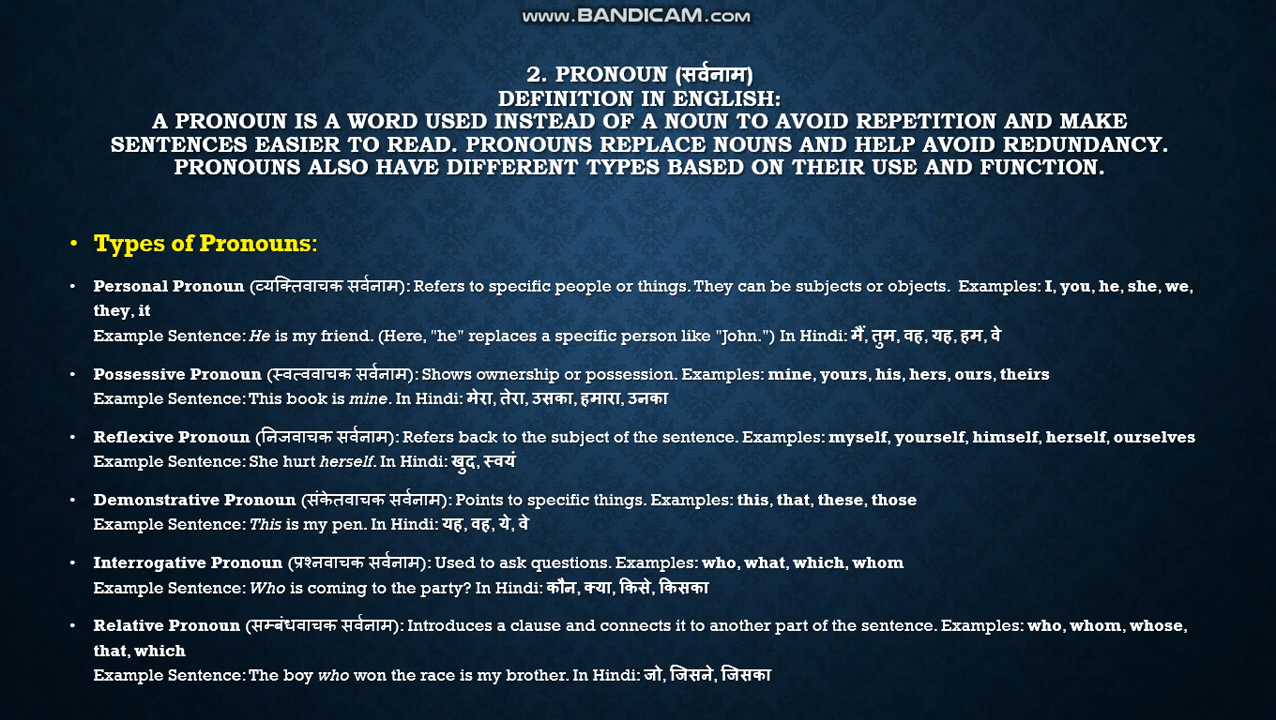 www.BANDICAM.com
2. PRONOUN (सर्वनाम)
DEFINITION IN ENGLISH:
A PRONOUN IS A WORD USED INSTEAD OF A NOUN TO AVOID REPETITION AND MAKE
SENTENCES EASIER TO READ. PRONOUNS REPLACE NOUNS AND HELP AVOID REDUNDANCY.
PRONOUNS ALSO HAVE DIFFERENT TYPES BASED ON THEIR USE AND FUNCTION.
• Types of Pronouns:
• Personal Pronoun (व्यक्तिवाचक सर्वनाम): Refers to specific people or things. They can be subjects or objects. Examples: I, you, he, she, we,
they, it
Example Sentence: He is my friend. (Here, "he" replaces a specific person like "John.") In Hindi: मैं, तुम, वह, यह, हम, वे
• Possessive Pronoun (स्वत्ववाचक सर्वनाम): Shows ownership or possession. Examples: mine, yours, his, hers, ours, theirs
Example Sentence: This book is mine. In Hindi: मेरा, तेरा, उसका, हमारा, उनका
• Reflexive Pronoun (निजवाचक सर्वनाम): Refers back to the subject of the sentence. Examples: myself, yourself, himself, herself, ourselves
Example Sentence: She hurt herself. In Hindi: खुद, स्वयं
• Demonstrative Pronoun (संकेतवाचक सर्वनाम): Points to specific things. Examples: this, that, these, those
Example Sentence: This is my pen. In Hindi: यह, वह, ये, वे
• Interrogative Pronoun (प्रश्नवाचक सर्वनाम): Used to ask questions. Examples: who, what, which, whom
Example Sentence: Who is coming to the party? In Hindi: कौन, क्या, किसे, किसका
• Relative Pronoun (सम्बंधवाचक सर्वनाम): Introduces a clause and connects it to another part of the sentence. Examples: who, whom, whose,
that, which
Example Sentence: The boy who won the race is my brother. In Hindi: जो, जिसने, जिसका